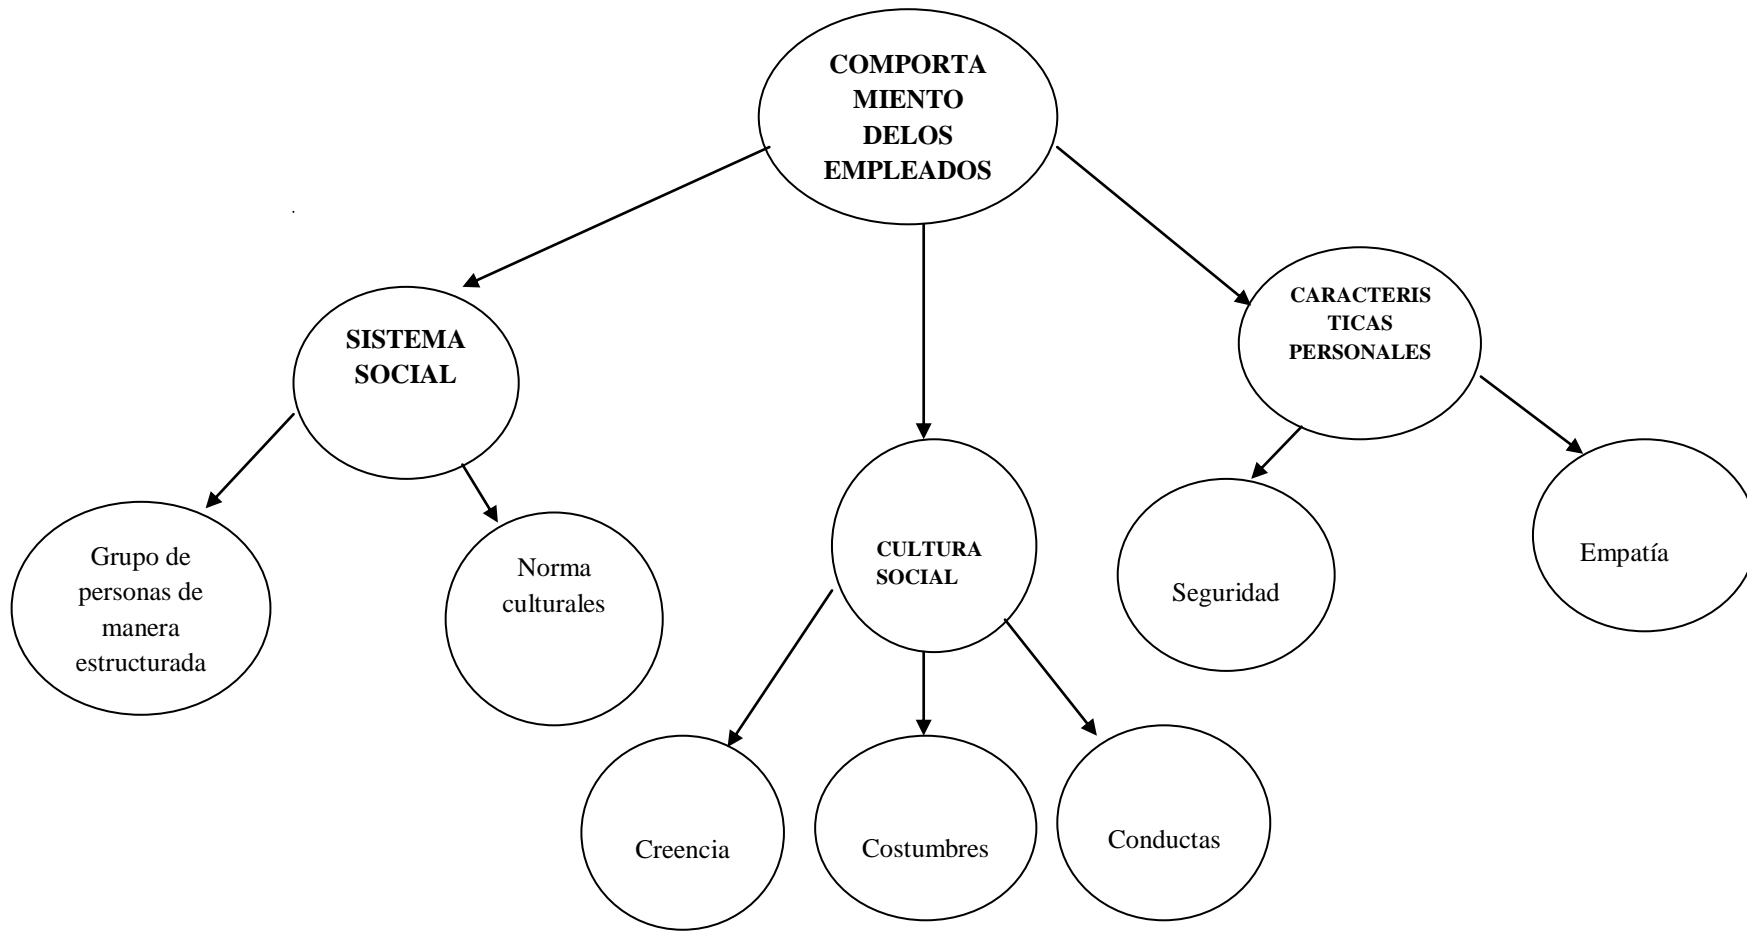 COMPORTA
MIENTO
DELOS
EMPLEADOS
SISTEMA
SOCIAL
CARACTERIS
TICAS
PERSONALES
Grupo de
personas de
manera
estructurada
Norma
culturales
CULTURA
SOCIAL
Seguridad
Empatía
Creencia
Costumbres
Conductas